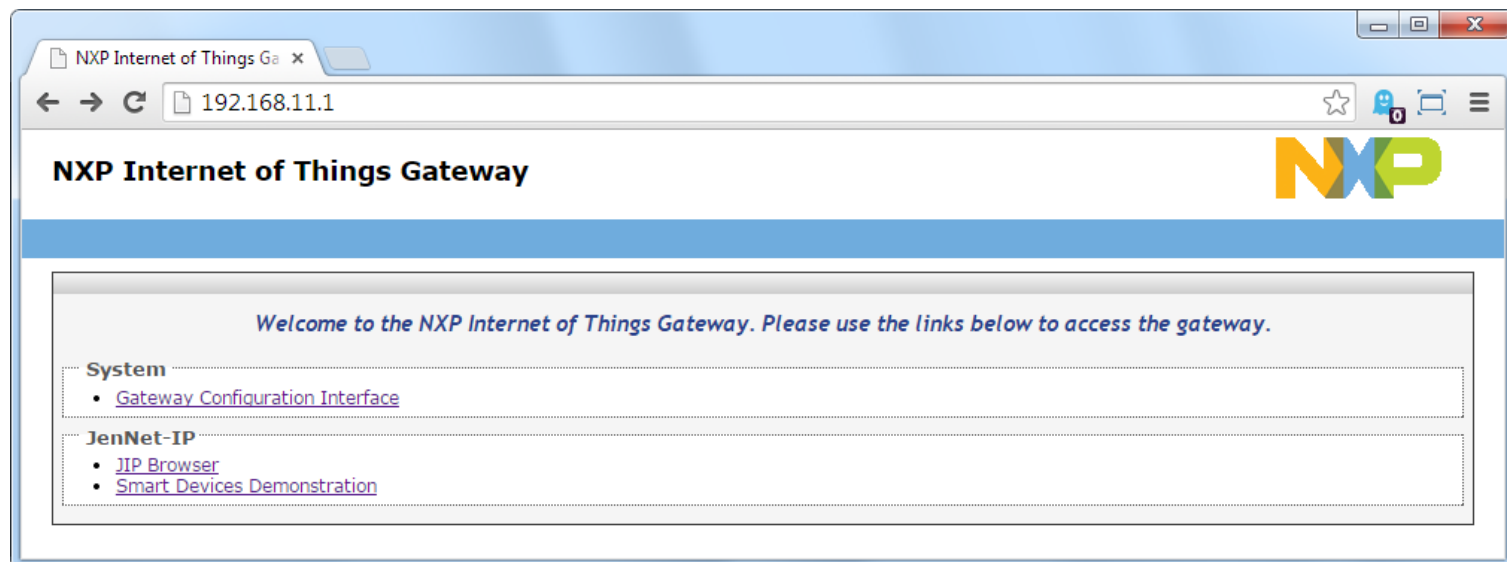 NXP Internet of Things Ga
192.168.11.1
0
NXP Internet of Things Gateway
NXP
Welcome to the NXP Internet of Things Gateway. Please use the links below to access the gateway.
System
Gateway Configuration Interface
JenNet-IP
JIP Browser
Smart Devices Demonstration